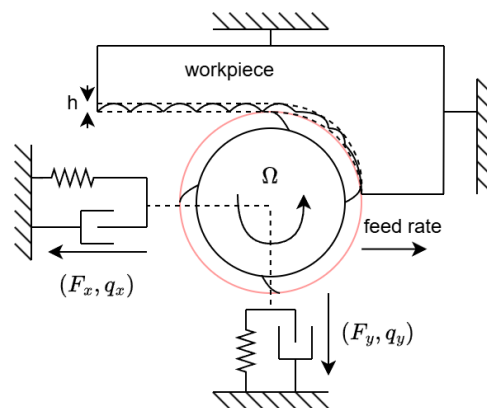 workpiece
h
Ω
feed rate
(F_x, q_x)
(F_y, q_y)